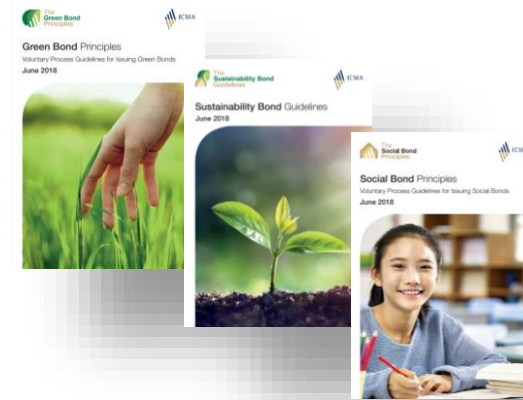 The
Green Bond
Principles
ICMA
Green Bond Principles
Voluntary Process Guidelines for Issuing Green Bonds
June 2018
The
Sustainability Bond
Guidelines
ICMA
Sustainability Bond Guidelines
June 2018
The
Social Bond
Principles
ICM
Social Bond Principles
Voluntary Process Guidelines for Issuing Social Bonds
June 2018